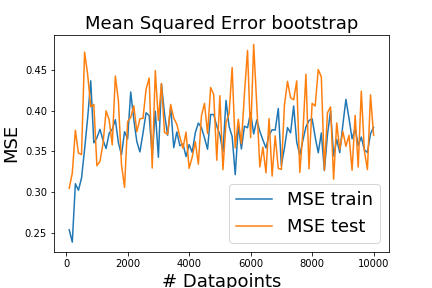 Mean Squared Error bootstrap
MSE
0.45
0.40
0.35
0.30
0.25
MSE train
MSE test
0
2000
4000
6000
8000
10000
# Datapoints